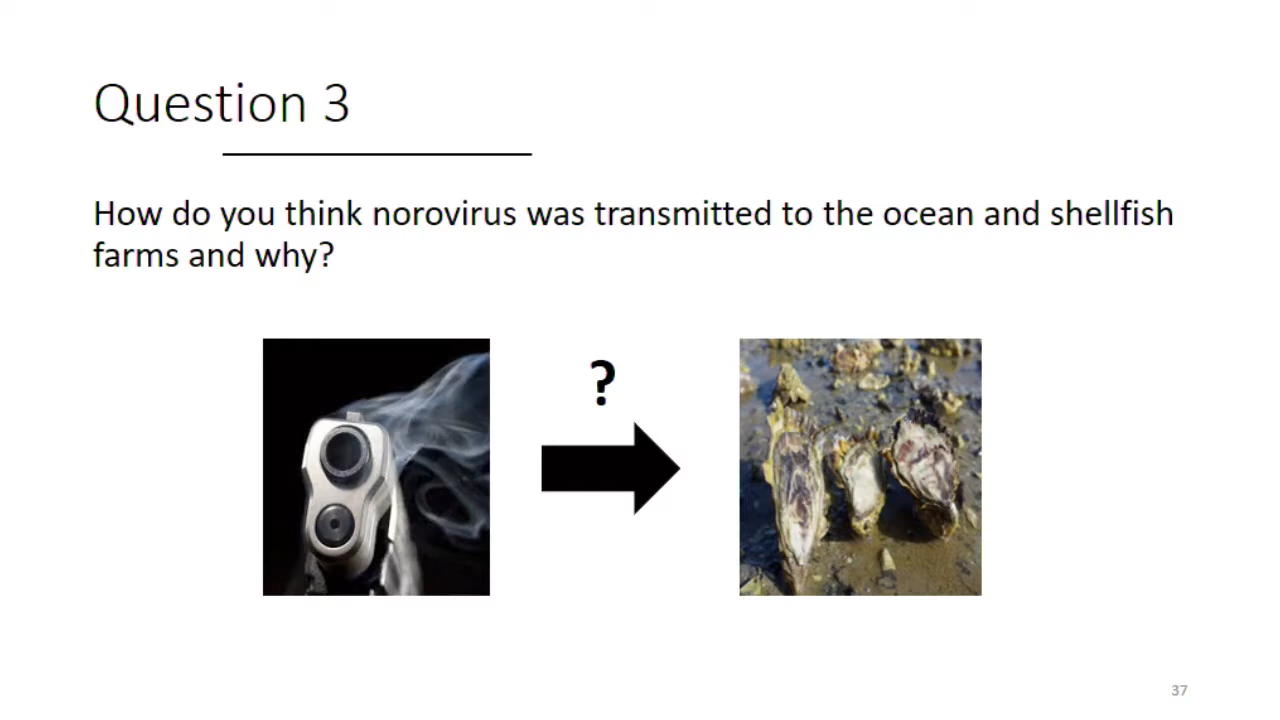 Question 3
How do you think norovirus was transmitted to the ocean and shellfish
farms and why?
?
37